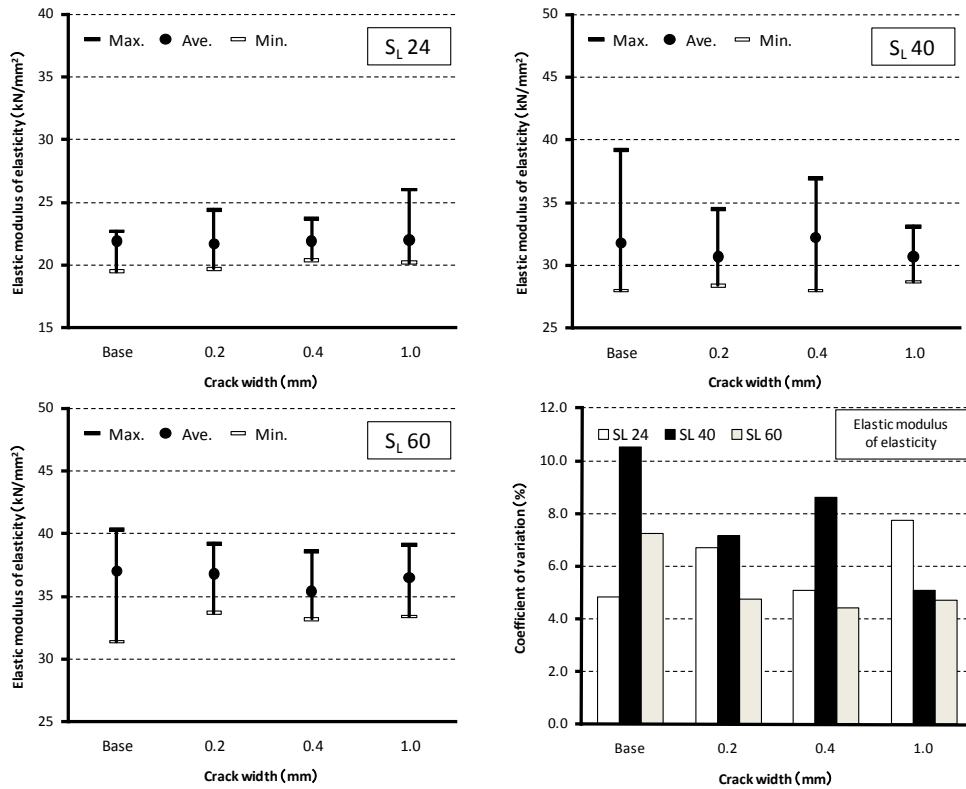 40
35
30
25
20
15
Elastic modulus of elasticity (kN/mm²)
Max. Ave. Min.
S_L 24
Base 0.2 0.4 1.0
Crack width (mm)
50
45
40
35
30
25
Elastic modulus of elasticity (kN/mm²)
Max. Ave. Min.
S_L 40
Base 0.2 0.4 1.0
Crack width (mm)
50
45
40
35
30
25
Elastic modulus of elasticity (kN/mm²)
Max. Ave. Min.
S_L 60
Base 0.2 0.4 1.0
Crack width (mm)
12.0
10.0
8.0
6.0
4.0
2.0
0.0
Coefficient of variation (%)
SL 24 SL 40 SL 60
Elastic modulus
of elasticity
Base 0.2 0.4 1.0
Crack width (mm)